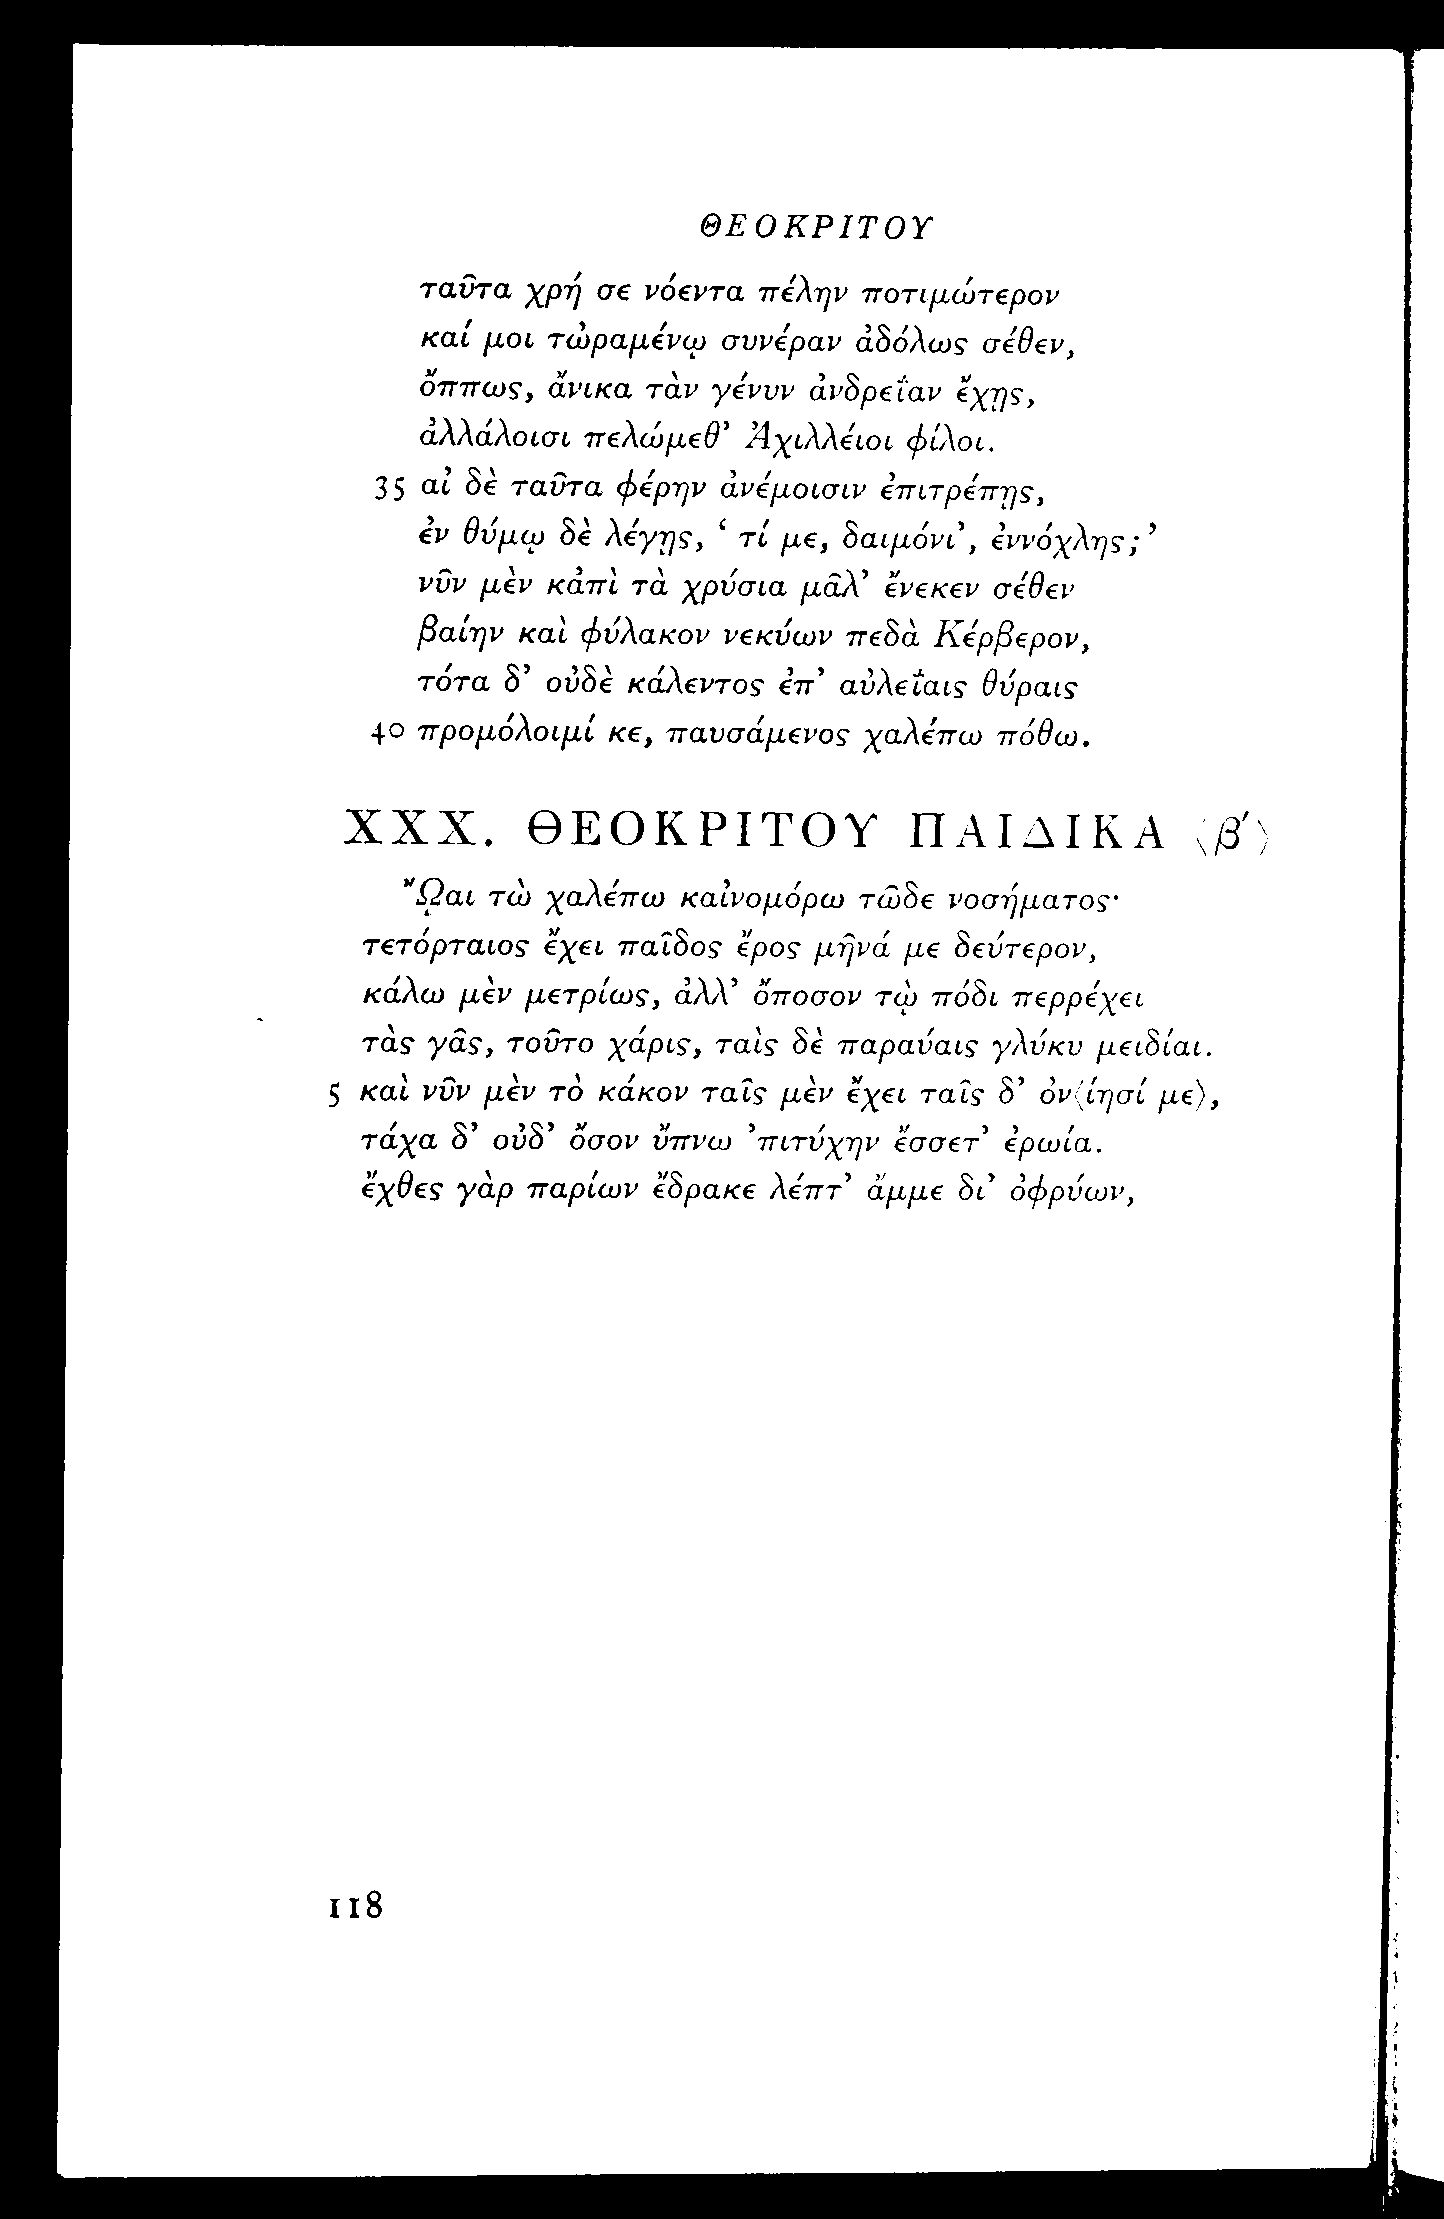 ΘΕΟΚΡΙΤΟΥ
ταῦτα χρή σε νόεντα πέλην ποτιμώτερον
καί μοι τὠραμένῳ συνέραν ἀδόλως σέθεν,
ὄππως, ἄνικα τὰν γένυν ἀνδρεΐαν ἔχῃς,
ἀλλάλοισι πελώμεθ’ Ἀχιλλέιοι φίλοι.
35 αἰ δὲ ταῦτα φέρην ἀνέμοισιν ἐπιτρέπῃς,
ἐν θύμῳ δὲ λέγῃς, ‘ τί με, δαιμόνι’, ἐννόχλης; ’
νῦν μὲν κἀπὶ τὰ χρύσια μᾶλ’ ἔνεκεν σέθεν
βαίην καὶ φύλακον νεκύων πεδὰ Κέρβερον,
τότα δ’ οὐδὲ κάλεντος ἐπ’ αὐλεΐαις θύραις
40 προμόλοιμί κε, παυσάμενος χαλέπω πόθω.
XXX. ΘΕΟΚΡΙΤΟΥ ΠΑΙΔΙΚΑ ⟨β′⟩
ᾬαι τὼ χαλέπω καἰνομόρω τῶδε νοσήματος·
τετόρταιος ἔχει παῖδος ἔρος μῆνά με δεύτερον,
κάλω μὲν μετρίως, ἀλλ’ ὄποσον τῲ πόδι περρέχει
τὰς γᾶς, τοῦτο χάρις, ταὶς δὲ παραύαις γλύκυ μειδίαι.
5 καὶ νῦν μὲν τὸ κάκον ταῖς μὲν ἔχει ταῖς δ’ ὀν⟨ίησί με⟩,
τάχα δ’ οὐδ’ ὄσον ὔπνω ’πιτύχην ἔσσετ’ ἐρωία.
ἔχθες γὰρ παρίων ἔδρακε λέπτ’ ἄμμε δι’ ὀφρύων,
118